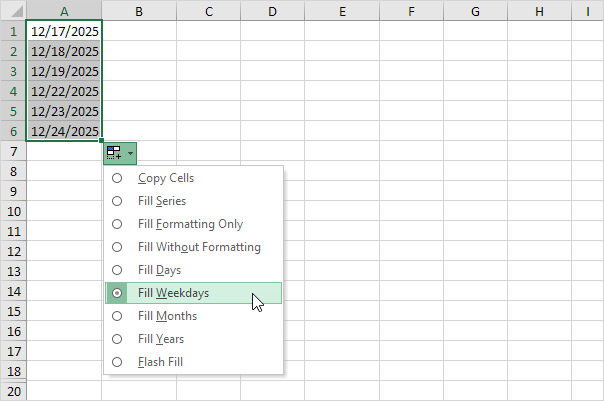 A B C D E F G H I
1 12/17/2025
2 12/18/2025
3 12/19/2025
4 12/22/2025
5 12/23/2025
6 12/24/2025
7
8 Copy Cells
9 Fill Series
10 Fill Formatting Only
11
12 Fill Without Formatting
13 Fill Days
14 Fill Weekdays
15 Fill Months
16
17 Fill Years
18 Flash Fill
19
20